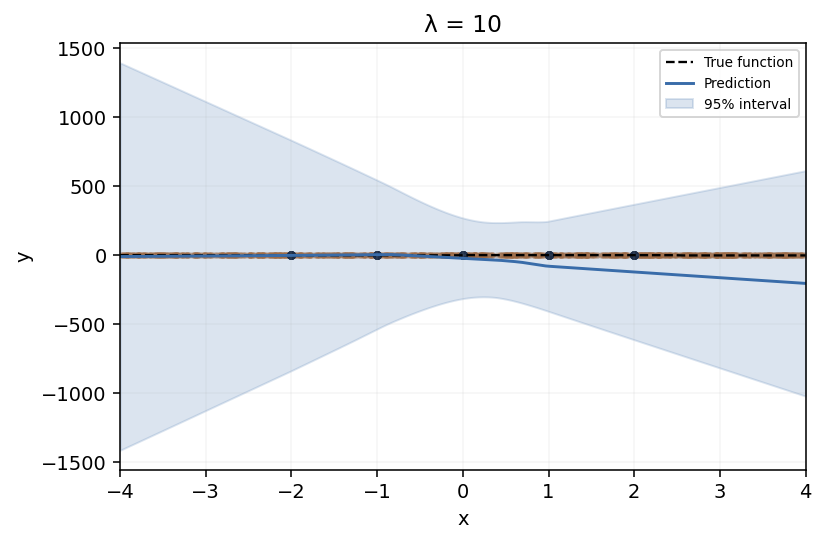 λ = 10
True function
Prediction
95% interval
y
1500
1000
500
0
−500
−1000
−1500
−4 −3 −2 −1 0 1 2 3 4
x